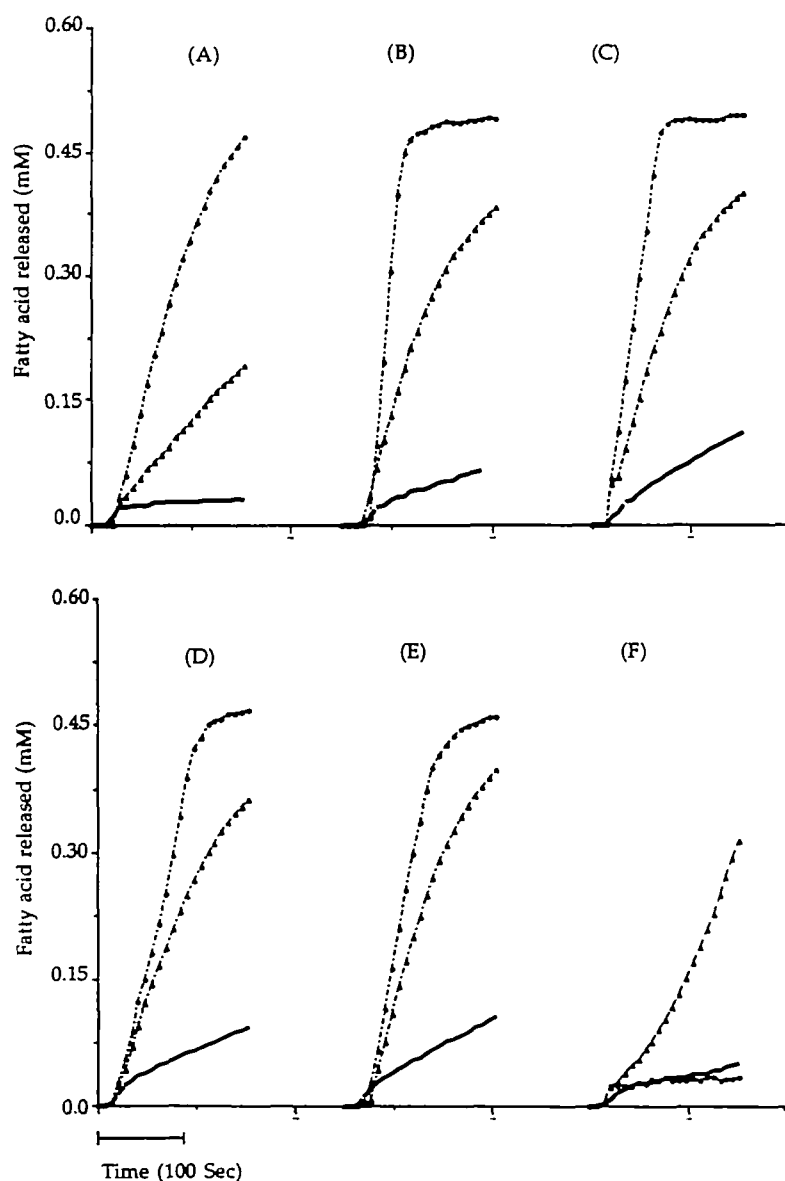 0.60
(A)
(B)
(C)
0.45
0.30
0.15
0.0
Fatty acid released (mM)
0.60
(D)
(E)
(F)
0.45
0.30
0.15
0.0
Fatty acid released (mM)
Time (100 Sec)